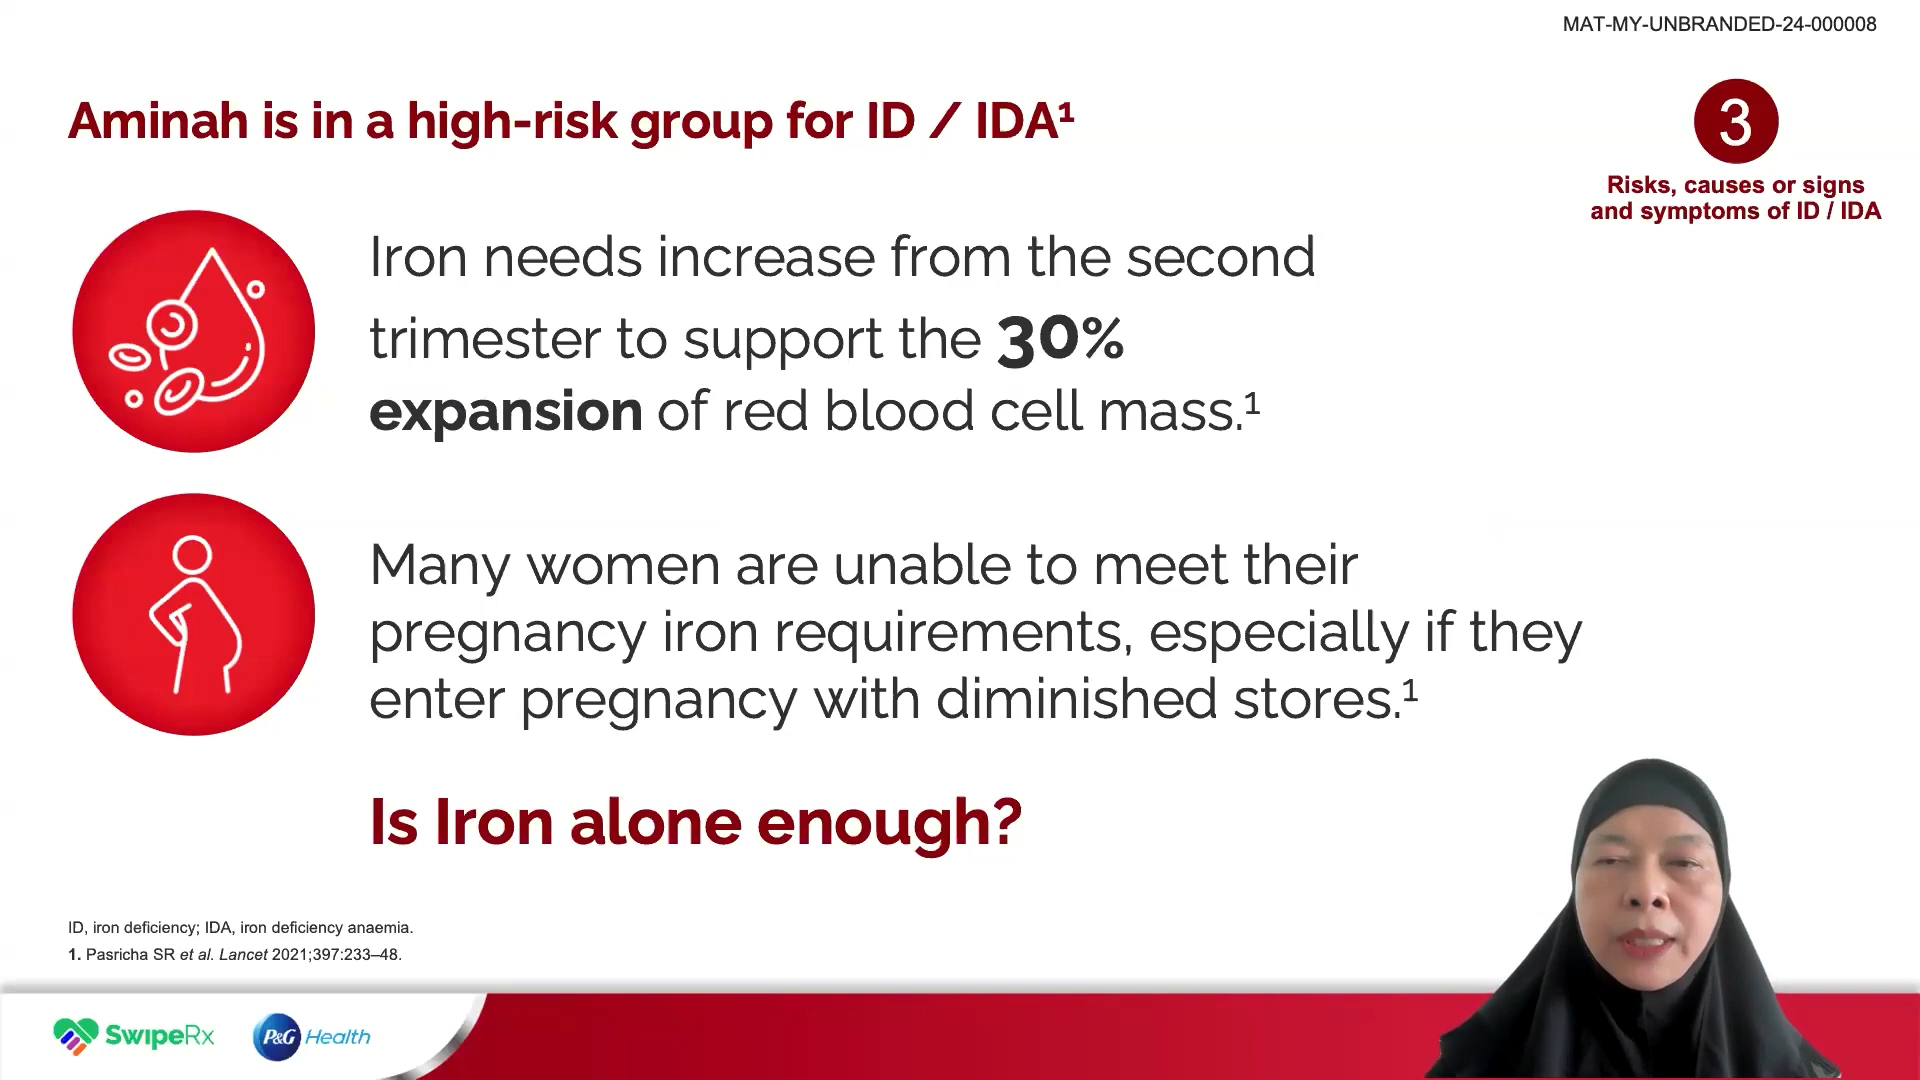 MAT-MY-UNBRANDED-24-000008
Aminah is in a high-risk group for ID / IDA¹
3
Risks, causes or signs
and symptoms of ID / IDA
Iron needs increase from the second
trimester to support the 30%
expansion of red blood cell mass.¹
Many women are unable to meet their
pregnancy iron requirements, especially if they
enter pregnancy with diminished stores.¹
Is Iron alone enough?
ID, iron deficiency; IDA, iron deficiency anaemia.
1. Pasricha SR et al. Lancet 2021;397:233–48.
SwipeRx
P&G Health